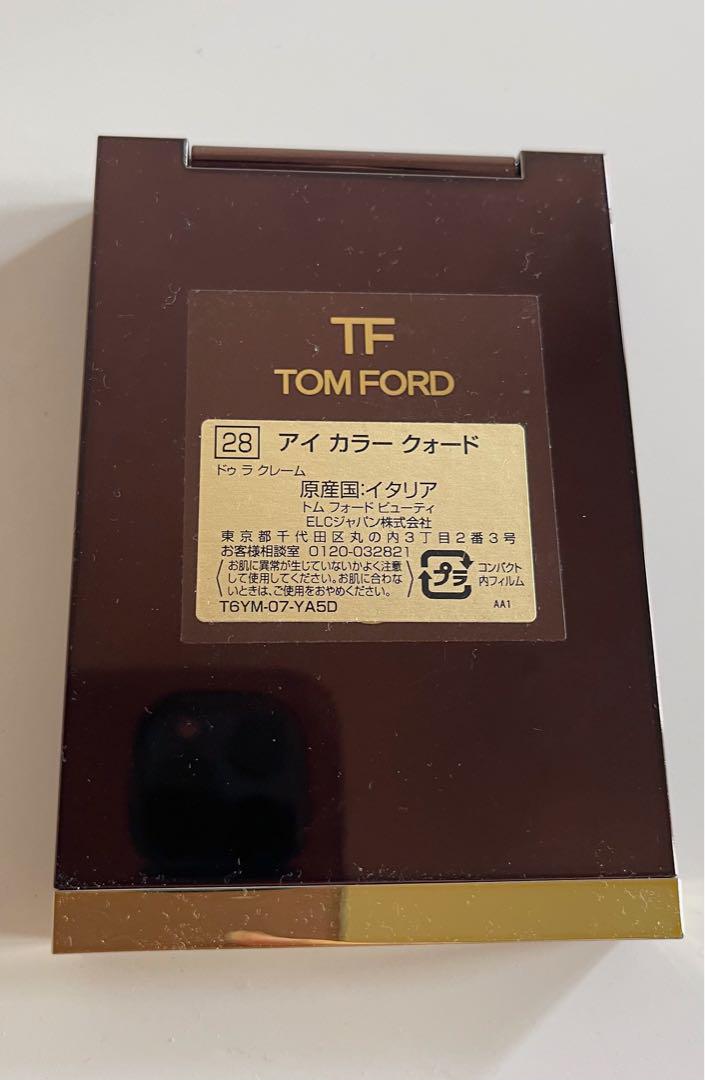 TF
TOM FORD
28 アイ カラー クォード
ドゥ ラ クレーム
原産国:イタリア
トム フォード ビューティ
ELCジャパン株式会社
東京都千代田区丸の内3丁目2番3号
お客様相談室 0120-032821
お肌に異常が生じていないかよく注意
して使用してください。お肌に合わな
いときは、ご使用をおやめください。
プラ
コンパクト
内フィルム
T6YM-07-YA5D
AA1